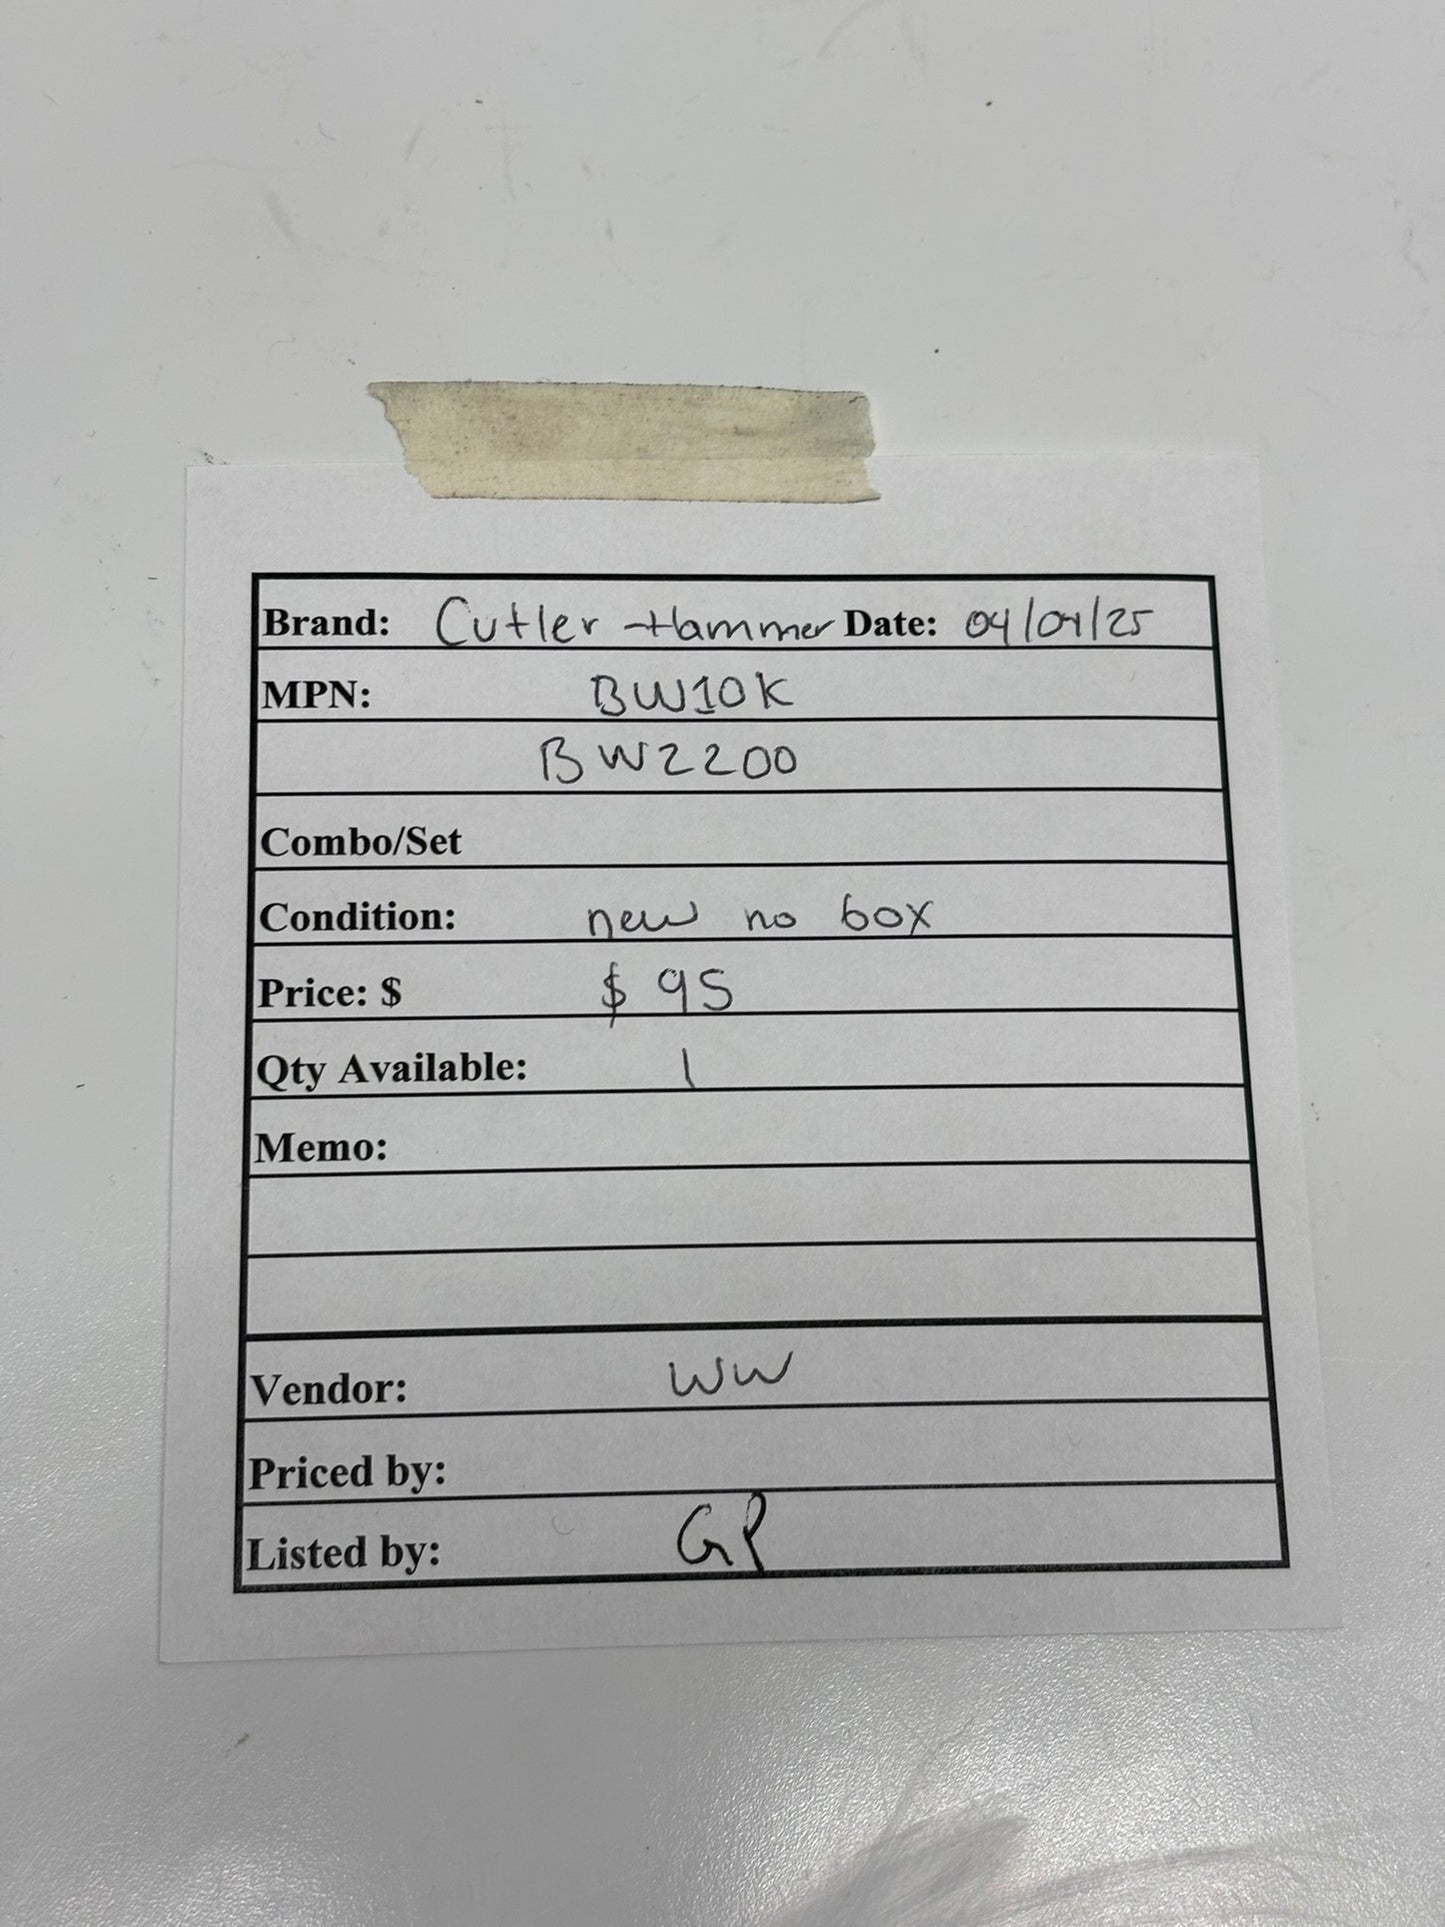 Brand: Cutler-Hammer Date: 04/04/25
MPN: BW10K
BW2200
Combo/Set
Condition: new no box
Price: $ $95
Qty Available: 1
Memo:
Vendor: WW
Priced by:
Listed by: GP